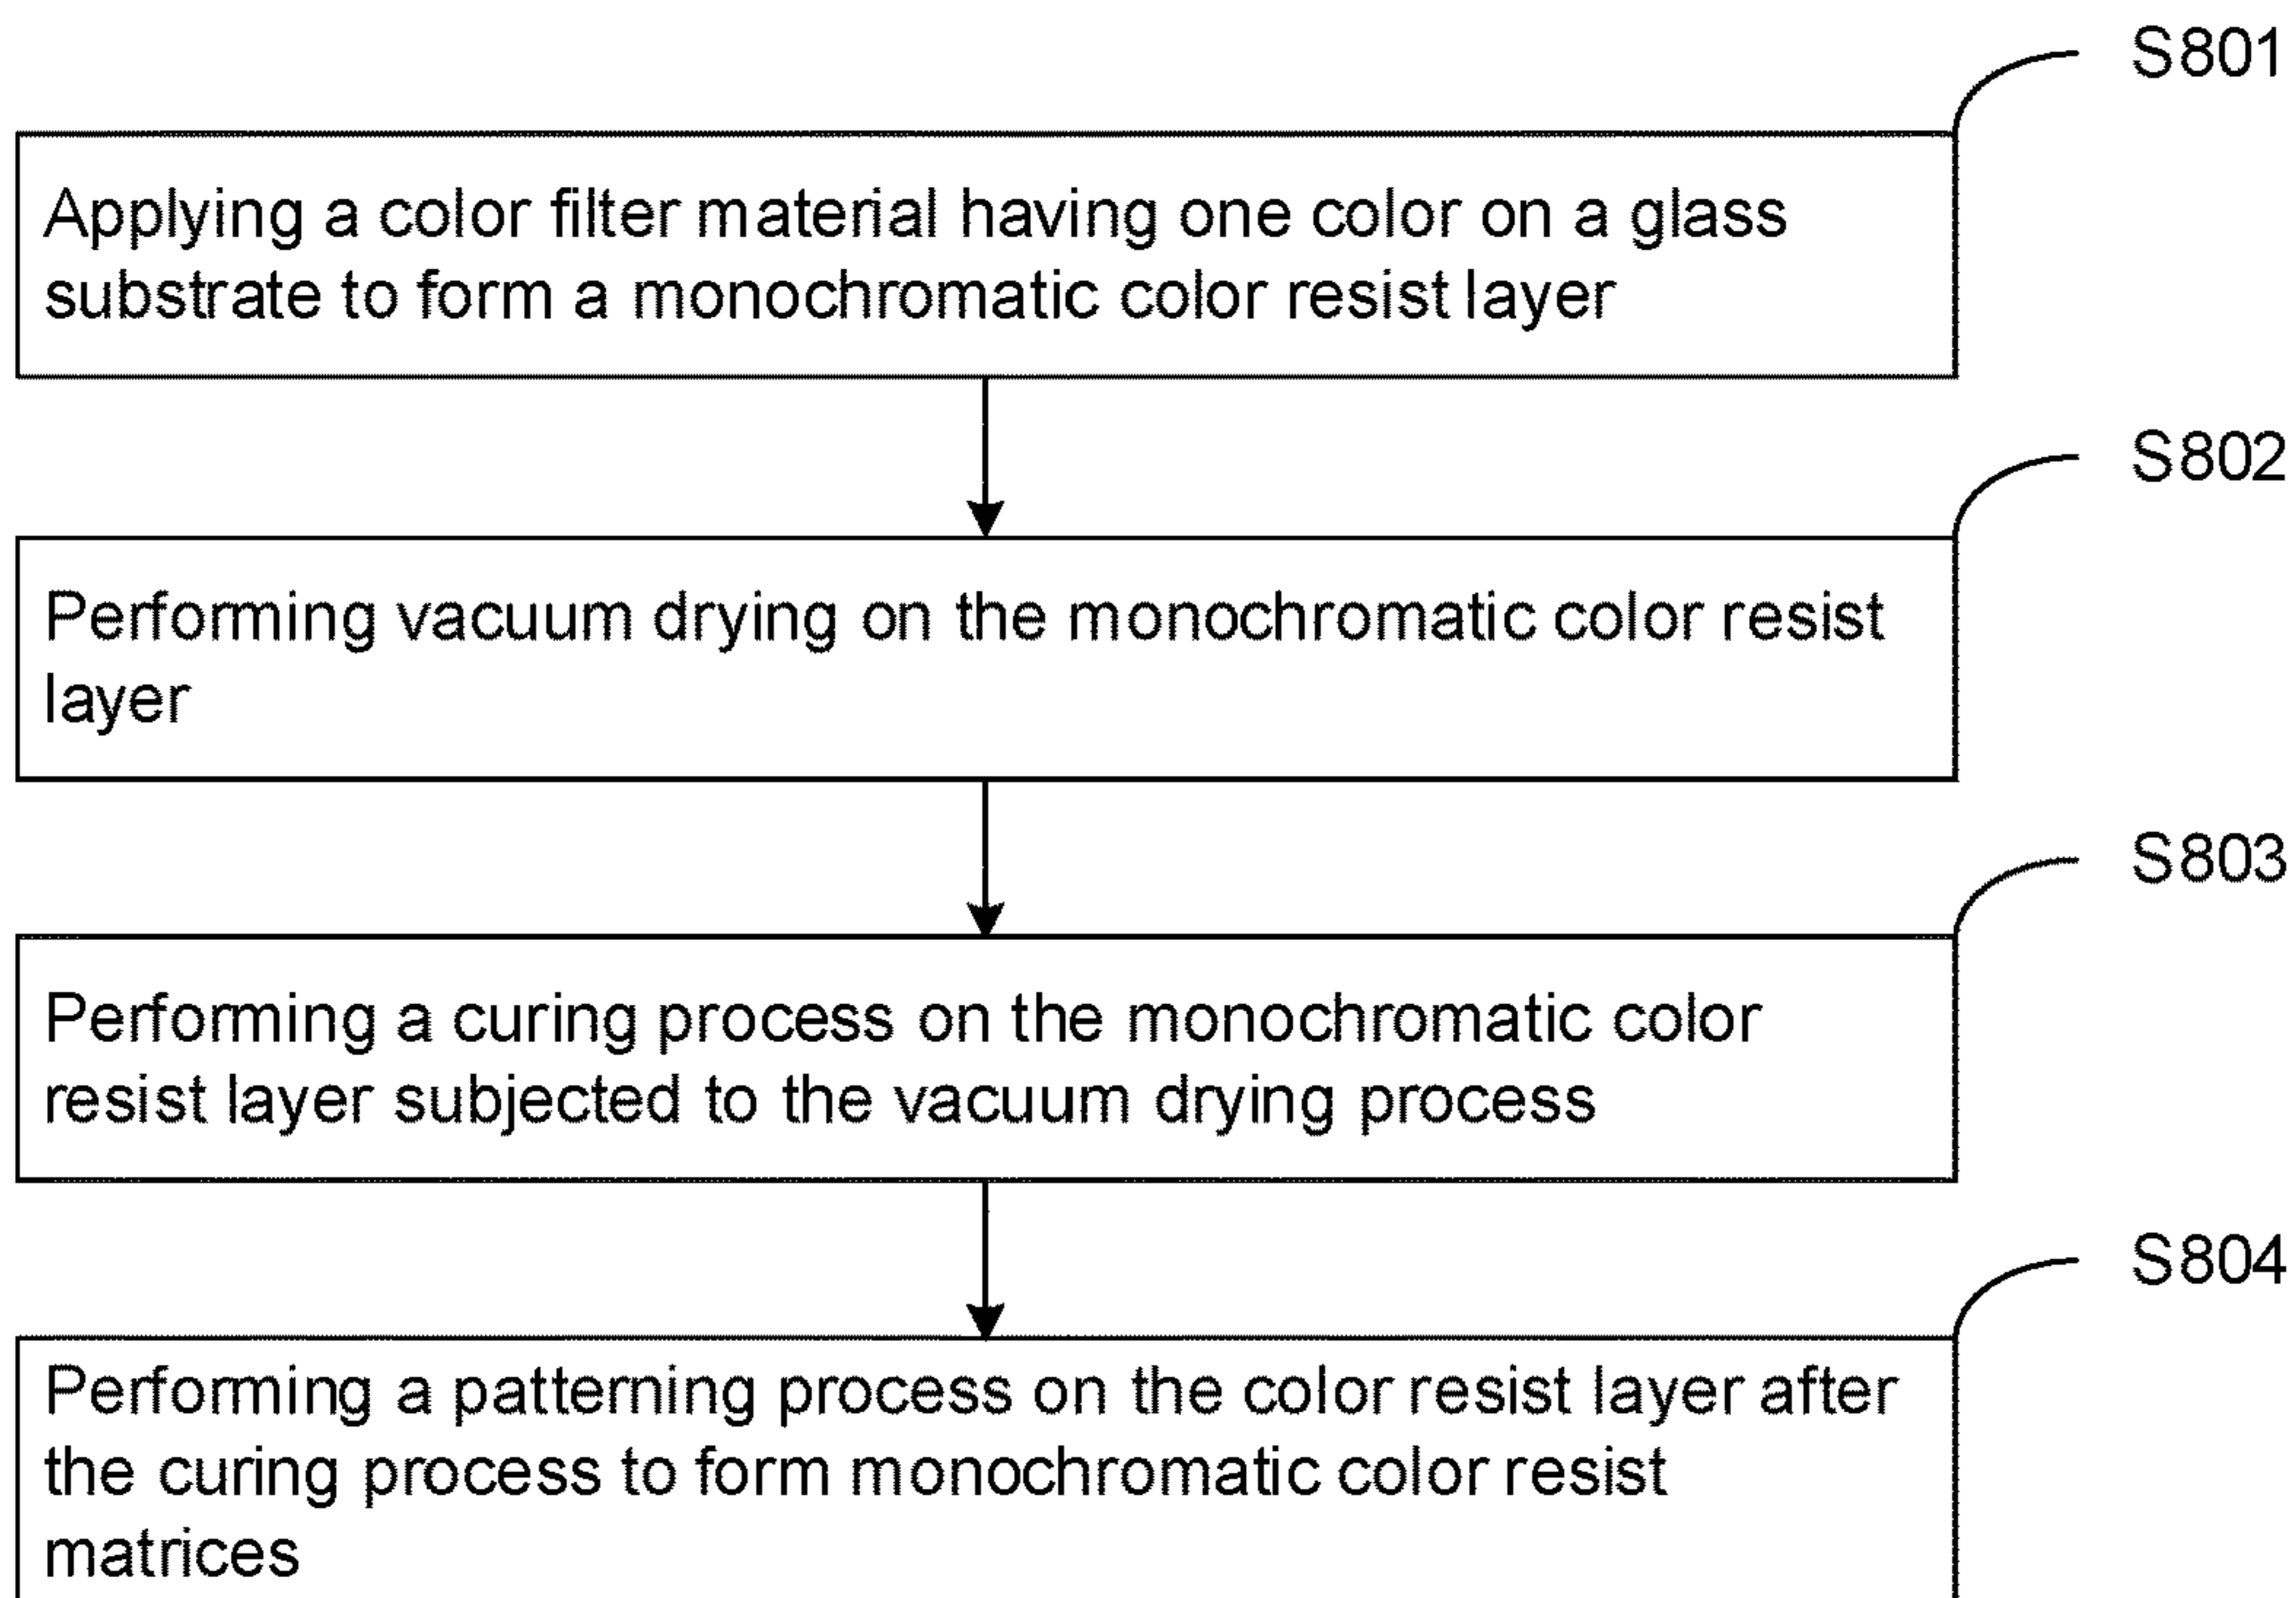 S801
Applying a color filter material having one color on a glass
substrate to form a monochromatic color resist layer
S802
Performing vacuum drying on the monochromatic color resist
layer
S803
Performing a curing process on the monochromatic color
resist layer subjected to the vacuum drying process
S804
Performing a patterning process on the color resist layer after
the curing process to form monochromatic color resist
matrices